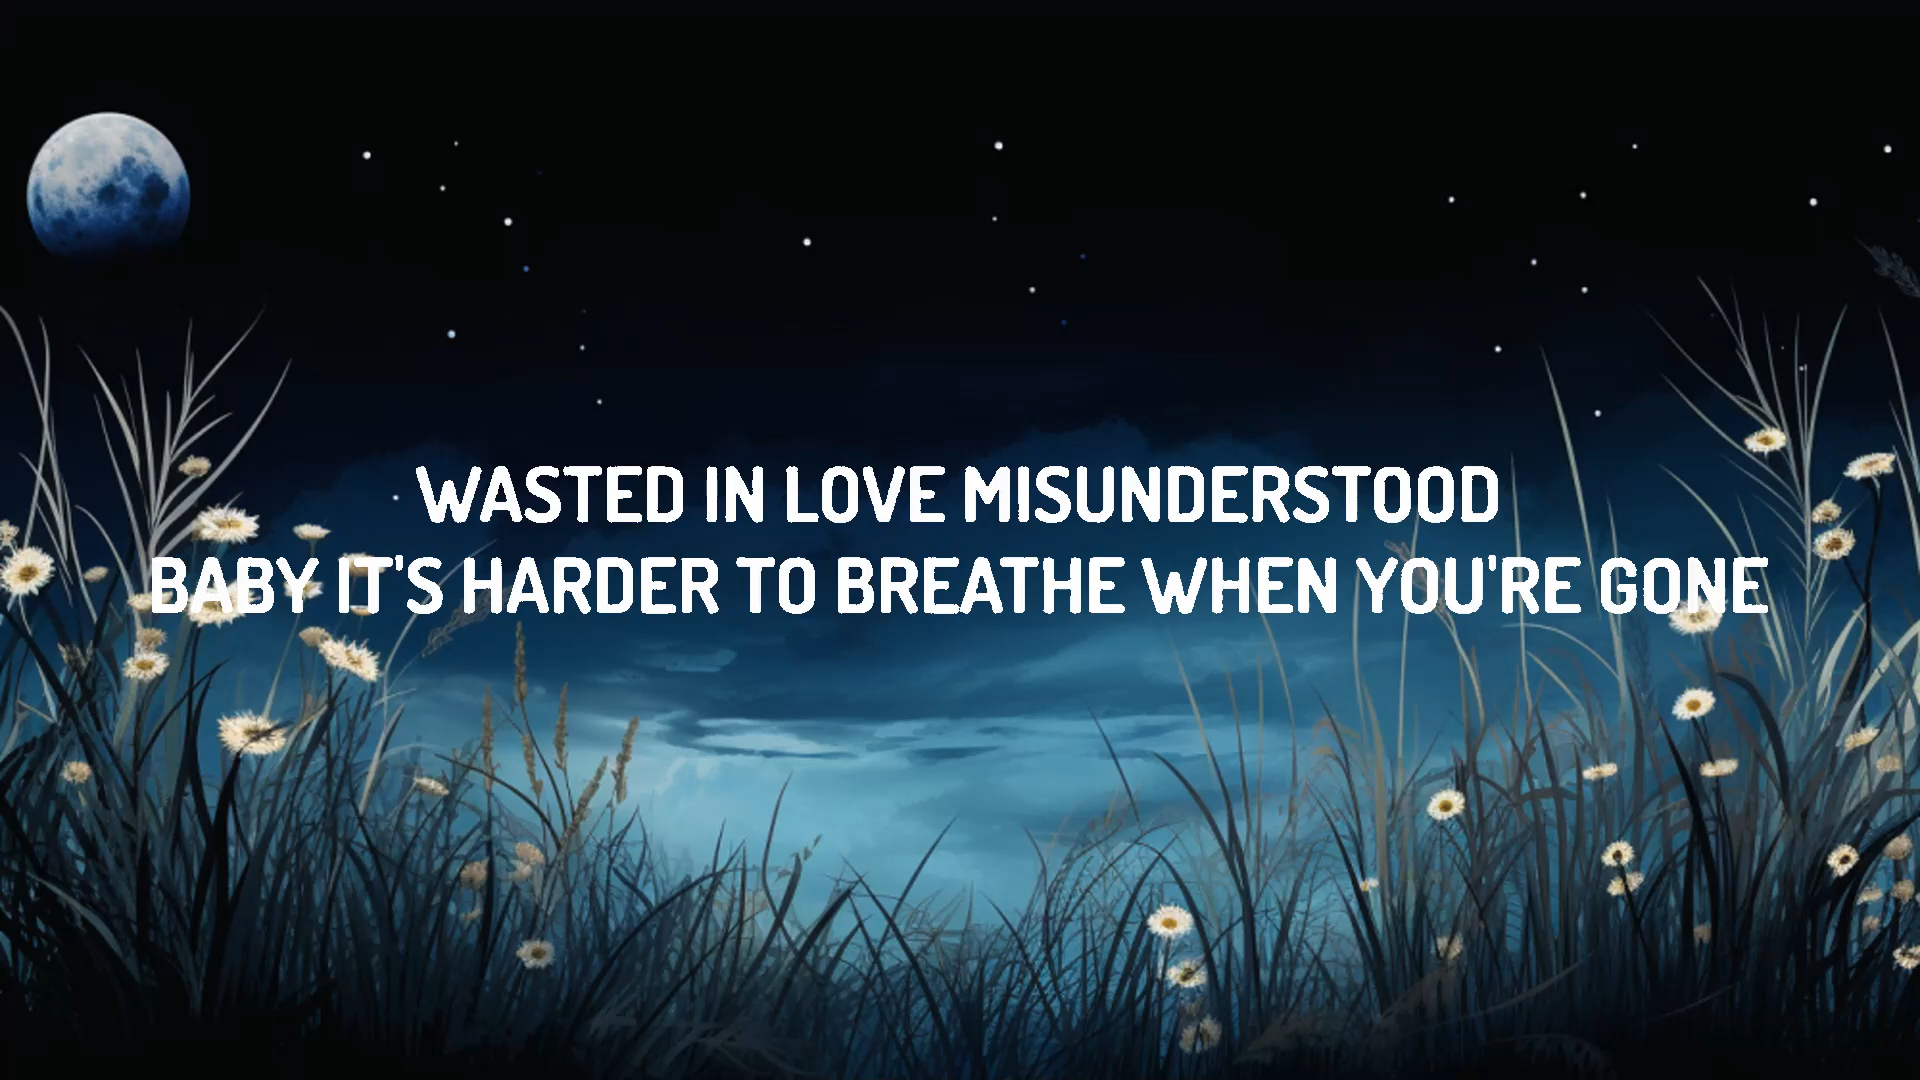 WASTED IN LOVE MISUNDERSTOOD
BABY IT'S HARDER TO BREATHE WHEN YOU'RE GONE